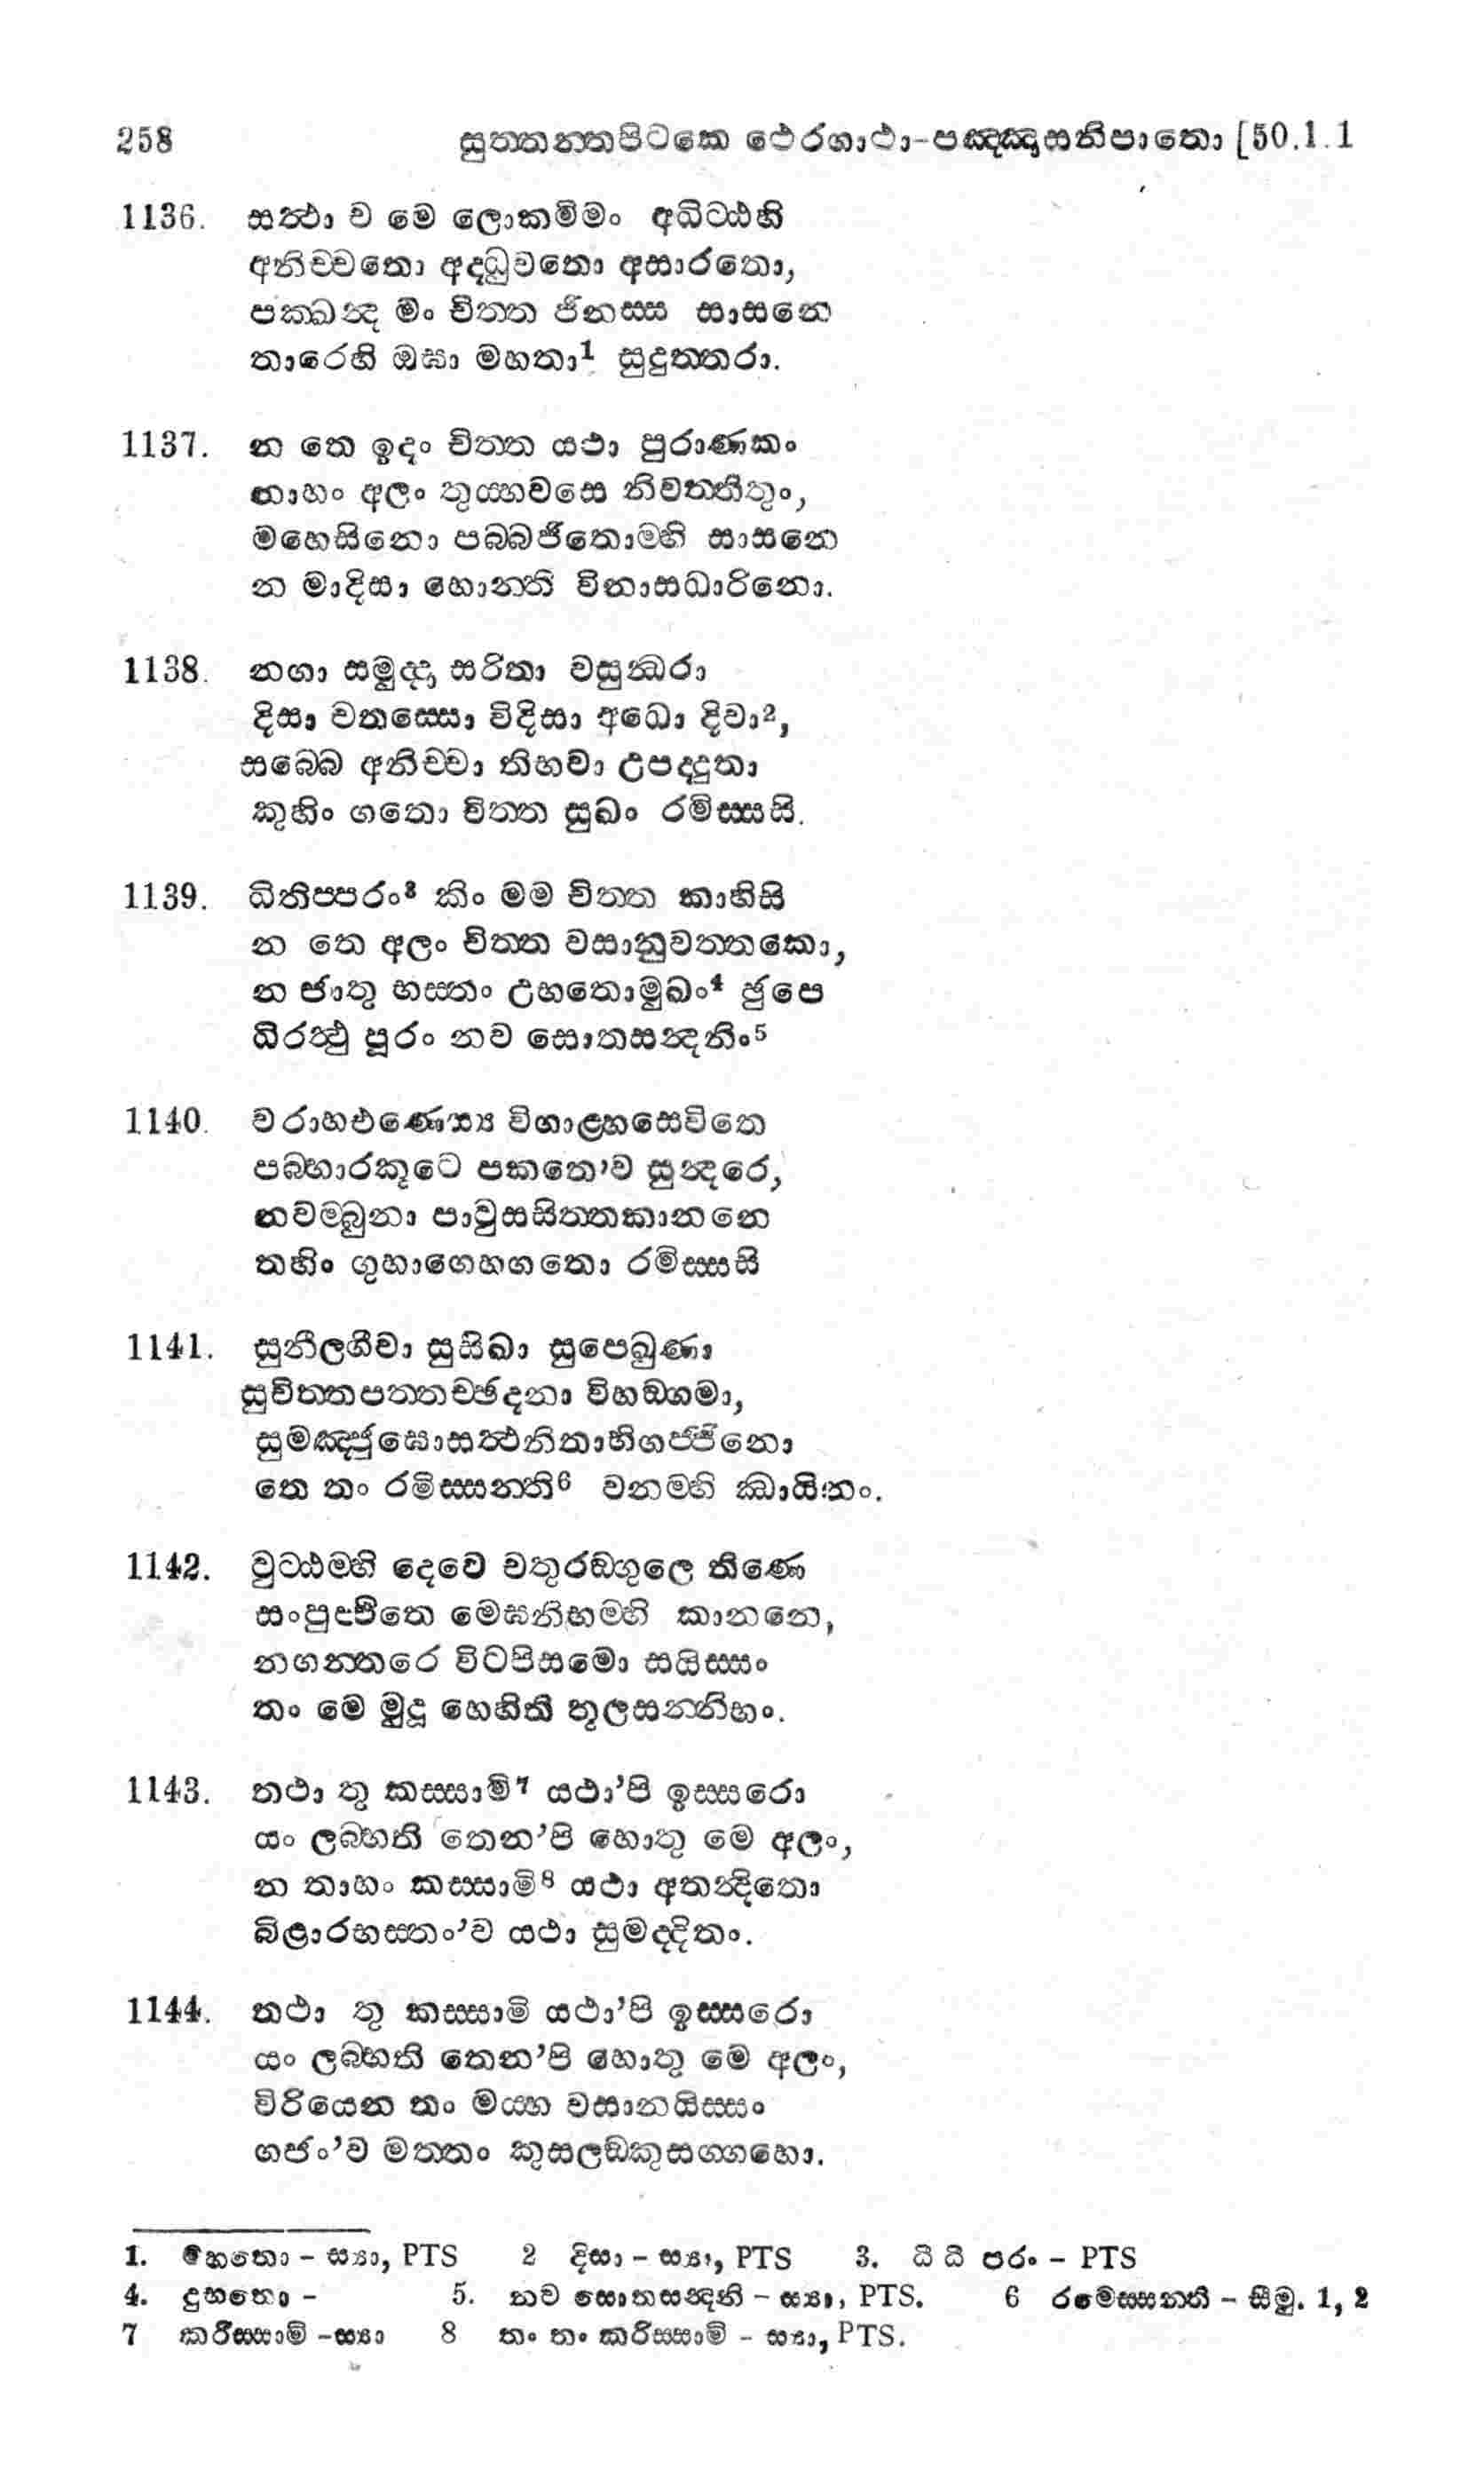 258 සුත්තන්තපිටකෙ ථෙරගාථා-පඤ්ඤාසනිපාතො [50.1.1
1136. සත්ථා ච මෙ ලොකමිමං අධිට්ඨහි
අනිච්චතො අද්ධුවතො අසාරතො,
පක්ඛන්ද මං චිත්ත ජිනස්ස සාසනෙ
තාරෙහි ඔඝා මහතා1 සුදුත්තරා.
1137. න තෙ ඉදං චිත්ත යථා පුරාණකං
නාහං අලං තුය්හවසෙ නිවත්තිතුං,
මහෙසිනො පබ්බජිතොම්හි සාසනෙ
න මාදිසා හොන්ති විනාසධාරිනො.
1138. නගා සමුද්දා සරිතා වසුන්ධරා
දිසා චතස්සො විදිසා අධො දිවා2,
සබ්බෙ අනිච්චා තිභවා උපද්දුතා
කුහිං ගතො චිත්ත සුඛං රමිස්සසි.
1139. ධිතිප්පරං3 කිං මම චිත්ත කාහිසි
න තෙ අලං චිත්ත වසානුවත්තකො,
න ජාතු භස්තං උභතොමුඛං4 ඡුපෙ
ධිරත්ථු පූරං නව සොතසන්දනිං5
1140. වරාහඑණෙය්ය විගාළ්හසෙවිතෙ
පබ්භාරකූටෙ පකතෙ'ව සුන්දරෙ,
නවම්බුනා පාවුසසිත්තකානනෙ
තහිං ගුහාගෙහගතො රමිස්සසි
1141. සුනීලගීවා සුසිඛා සුපෙඛුණා
සුචිත්තපත්තච්ඡදනා විහඞ්ගමා,
සුමඤ්ජුඝොසත්ථනිතාභිගජ්ජිනො
තෙ තං රමිස්සන්ති6 වනම්හි ඣායිනං.
1142. වුට්ඨම්හි දෙවෙ චතුරඞ්ගුලෙ තිණෙ
සංපුප්ඵිතෙ මෙඝනිභම්හි කානනෙ,
නගන්තරෙ විටපිසමො සයිස්සං
තං මෙ මුදු හෙහිති තූලසන්නිභං.
1143. තථා තු කස්සාමි7 යථා'පි ඉස්සරො
යං ලබ්භති තෙන'පි හොතු මෙ අලං,
න තාහං කස්සාමි8 යථා අතන්දිතො
බිළාරභස්තං'ව යථා සුමද්දිතං.
1144. තථා තු කස්සාමි යථා'පි ඉස්සරො
යං ලබ්භති තෙන'පි හොතු මෙ අලං,
විරියෙන තං මය්හ වසානයිස්සං
ගජං'ව මත්තං කුසලඞ්කුසග්ගහො.
1. හෙතො - ස්යා, PTS 2 දිසා - ස්යා, PTS 3. ධී ධී පරං - PTS
4. දුභතො - 5. නව සොතසන්දනි - ස්යා, PTS. 6 රමෙස්සන්ති - සීමු. 1, 2
7 කරිස්සාමි -ස්යා 8 තං තං කරිස්සාමි - ස්යා, PTS.